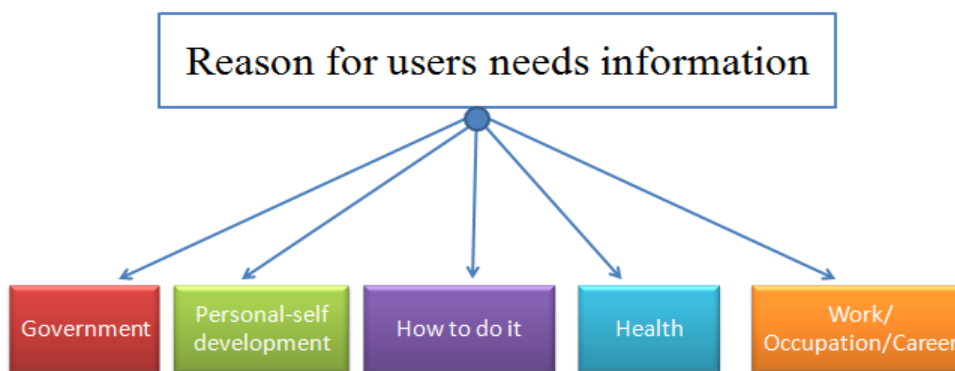 Reason for users needs information
Government
Personal-self
development
How to do it
Health
Work/
Occupation/Career